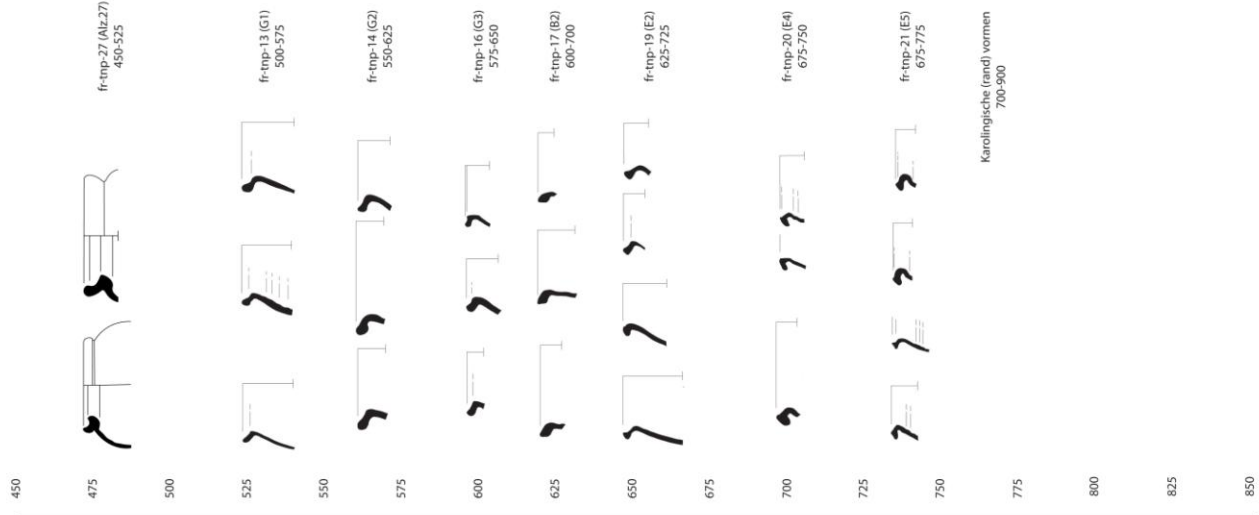 fr-tnp-27 (Alz.27)
450-525
fr-tnp-13 (G1)
500-575
fr-tnp-14 (G2)
550-625
fr-tnp-16 (G3)
575-650
fr-tnp-17 (B2)
600-700
fr-tnp-19 (E2)
625-725
fr-tnp-20 (E4)
675-750
fr-tnp-21 (E5)
675-775
Karolingische (rand) vormen
700-900
450
475
500
525
550
575
600
625
650
675
700
725
750
775
800
825
850